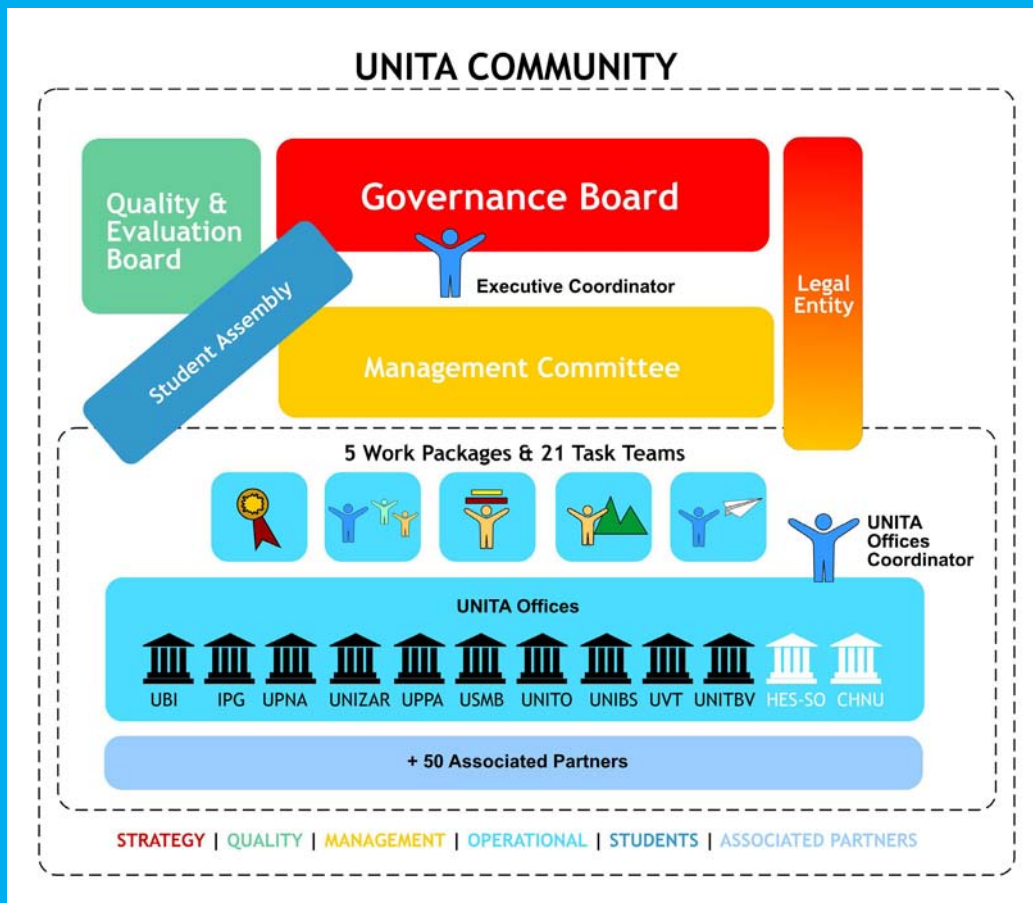 UNITA COMMUNITY
Quality &
Evaluation
Board
Governance Board
Executive Coordinator
Legal
Entity
Student Assembly
Management Committee
5 Work Packages & 21 Task Teams
UNITA
Offices
Coordinator
UNITA Offices
UBI IPG UPNA UNIZAR UPPA USMB UNITO UNIBS UVT UNITBV HES-SO CHNU
+ 50 Associated Partners
STRATEGY | QUALITY | MANAGEMENT | OPERATIONAL | STUDENTS | ASSOCIATED PARTNERS